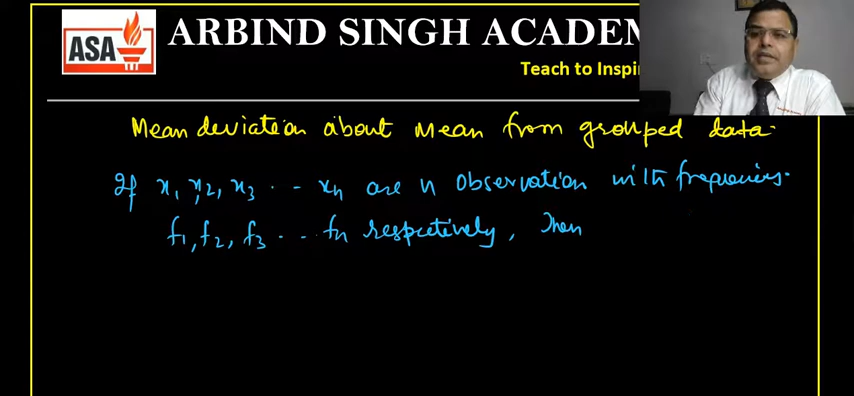 ASA
ARBIND SINGH ACADEM
Teach to Inspi
Mean deviation about Mean from grouped data.
If x1, x2, x3 .. - xn are n observation with frequencies.
f1, f2, f3 . . . fn respectively, then